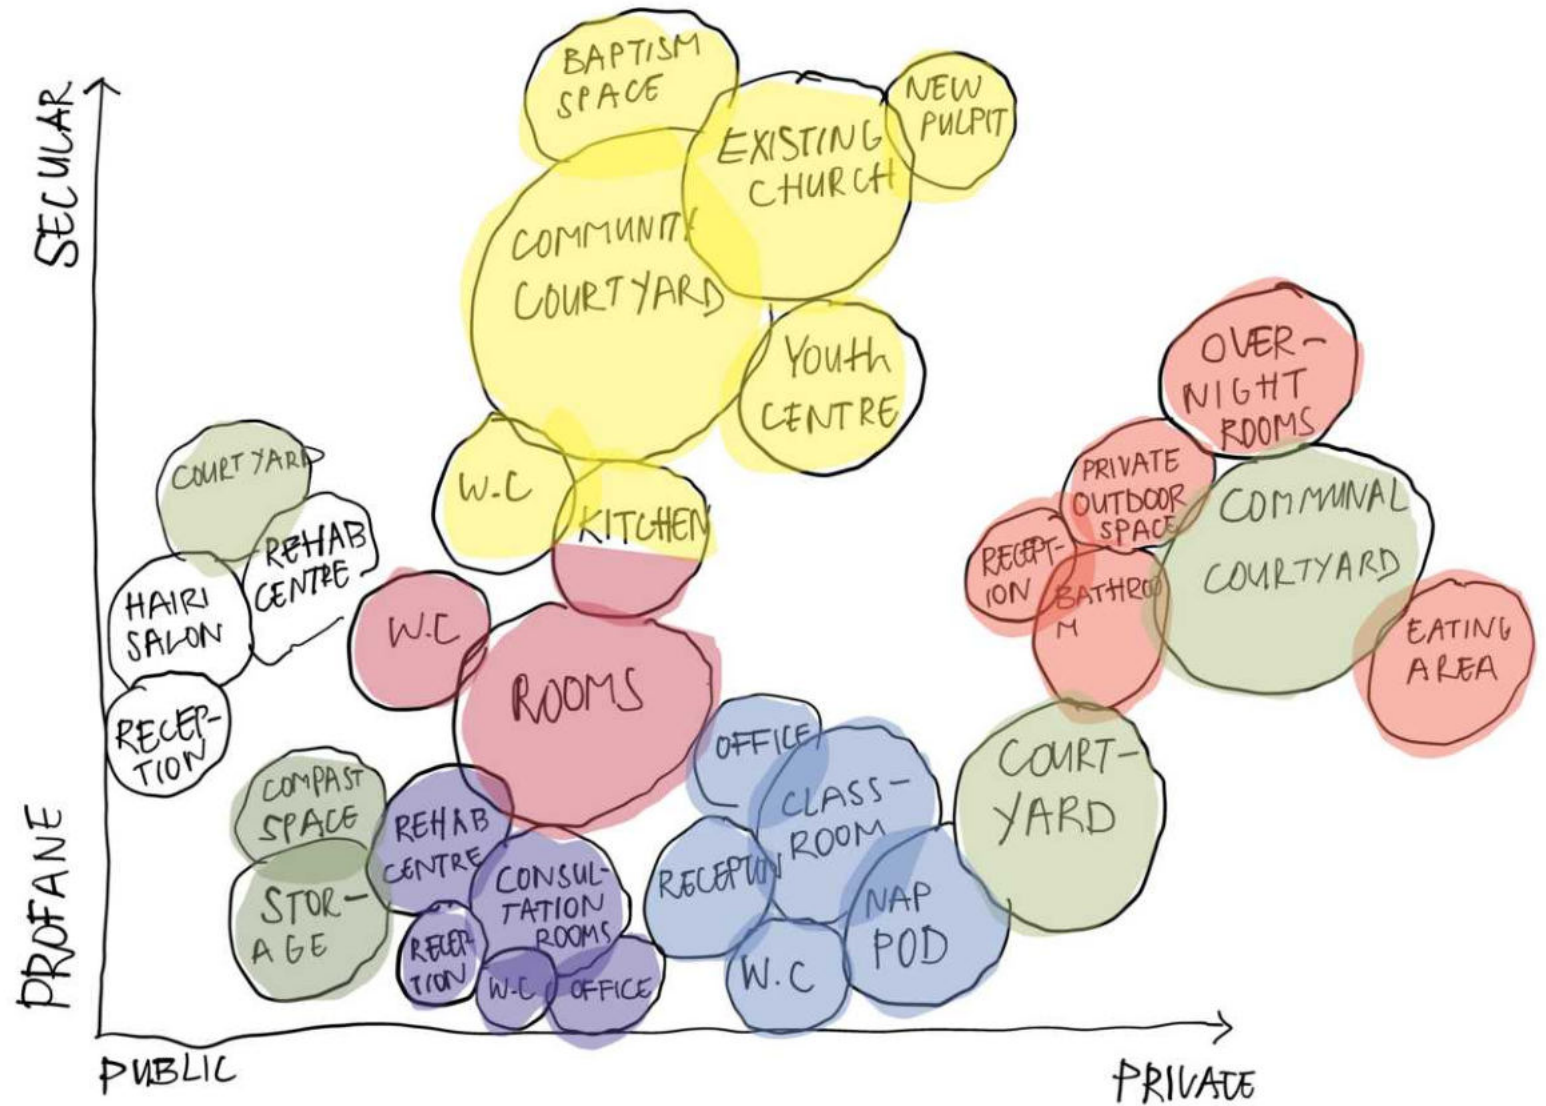 SECULAR
BAPTISM
SPACE
NEW
PULPIT
EXISTING
CHURCH
COMMUNITY
COURTYARD
Youth
CENTRE
W.C
KITCHEN
COURTYARD
REHAB
CENTRE
HAIRI
SALON
RECEP-
TION
W.C
ROOMS
OVER-
NIGHT
ROOMS
PRIVATE
OUTDOOR
SPACE
RECEPT-
ION
BATHROO
M
COMMUNAL
COURTYARD
EATING
AREA
COMPAST
SPACE
STOR-
AGE
REHAB
CENTRE
CONSUL-
TATION
ROOMS
RECEP-
TION
W.C
OFFICE
OFFICE
CLASS-
ROOM
RECEPTION
NAP
POD
W.C
COURT-
YARD
PROFANE
PUBLIC
PRIVATE